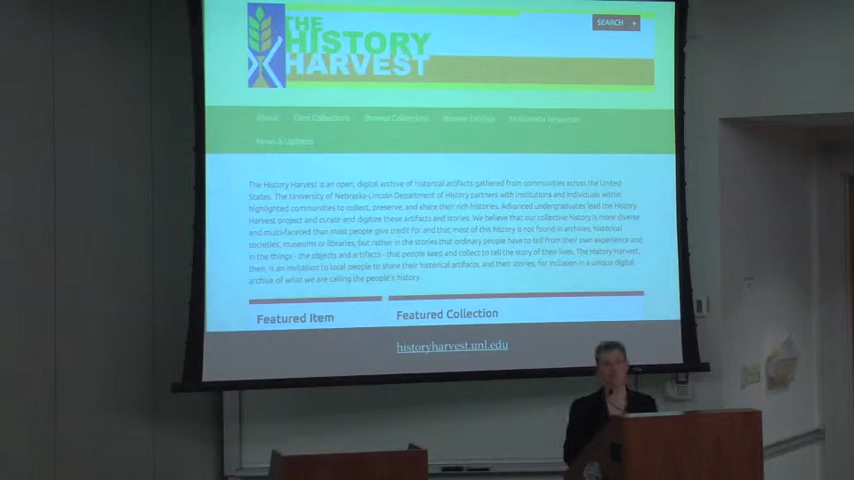 THE
HISTORY
HARVEST
SEARCH
About Core Collections Browse Collections Browse Exhibits Multimedia Resources
News & Updates
The History Harvest is an open, digital archive of historical artifacts gathered from communities across the United
States. The University of Nebraska-Lincoln Department of History partners with institutions and individuals within
highlighted communities to collect, preserve, and share their rich histories. Advanced undergraduates lead the History
Harvest project and curate and digitize these artifacts and stories. We believe that our collective history is more diverse
and multi-faceted than most people give credit for and that most of this history is not found in archives, historical
societies, museums or libraries, but rather in the stories that ordinary people have to tell from their own experience and
in the things - the objects and artifacts - that people keep and collect to tell the story of their lives. The History Harvest,
then, is an invitation to local people to share their historical artifacts, and their stories, for inclusion in a unique digital
archive of what we are calling the people's history.
Featured Item Featured Collection
historyharvest.unl.edu